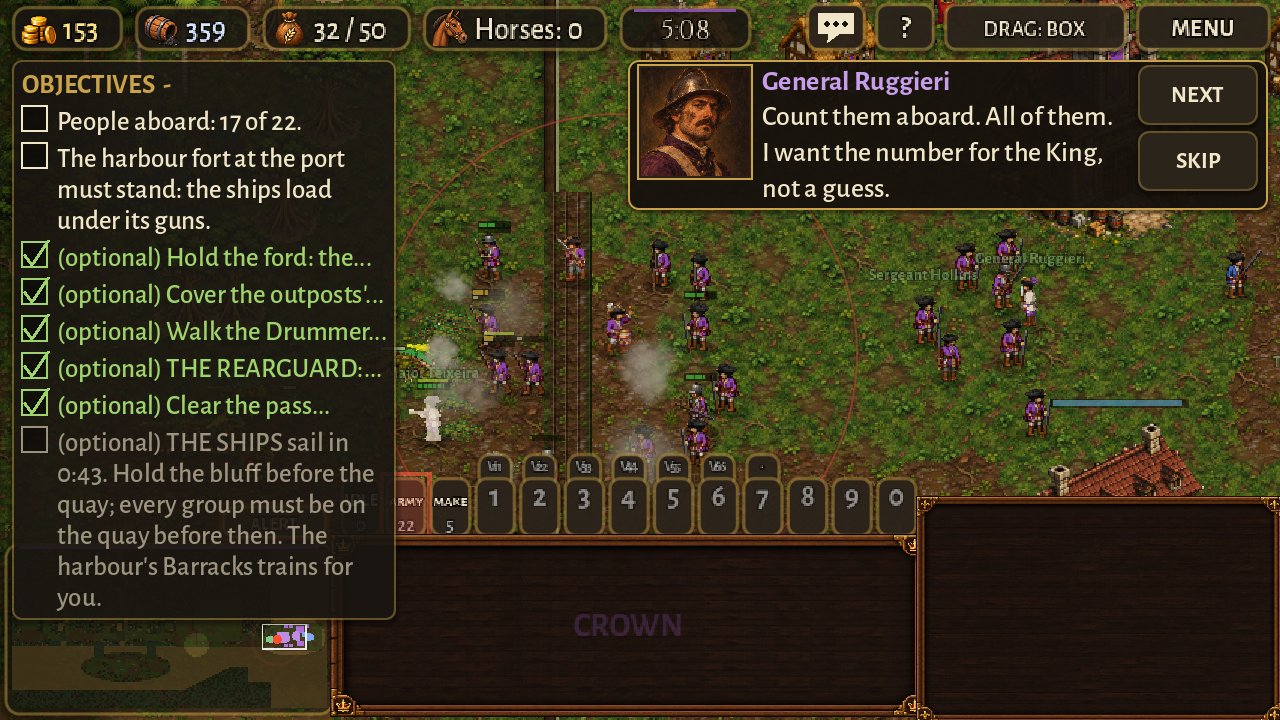 153
359
32 / 50
Horses: 0
5:08
?
DRAG: BOX
MENU
OBJECTIVES -
People aboard: 17 of 22.
The harbour fort at the port
must stand: the ships load
under its guns.
(optional) Hold the ford: the...
(optional) Cover the outposts'...
(optional) Walk the Drummer...
(optional) THE REARGUARD:...
(optional) Clear the pass...
(optional) THE SHIPS sail in
0:43. Hold the bluff before the
quay; every group must be on
the quay before then. The
harbour's Barracks trains for
you.
General Ruggieri
Count them aboard. All of them.
I want the number for the King,
not a guess.
NEXT
SKIP
General Ruggieri
Sergeant Hollins
ARMY
22
MAKE
5
1
2
3
4
5
6
7
8
9
0
CROWN